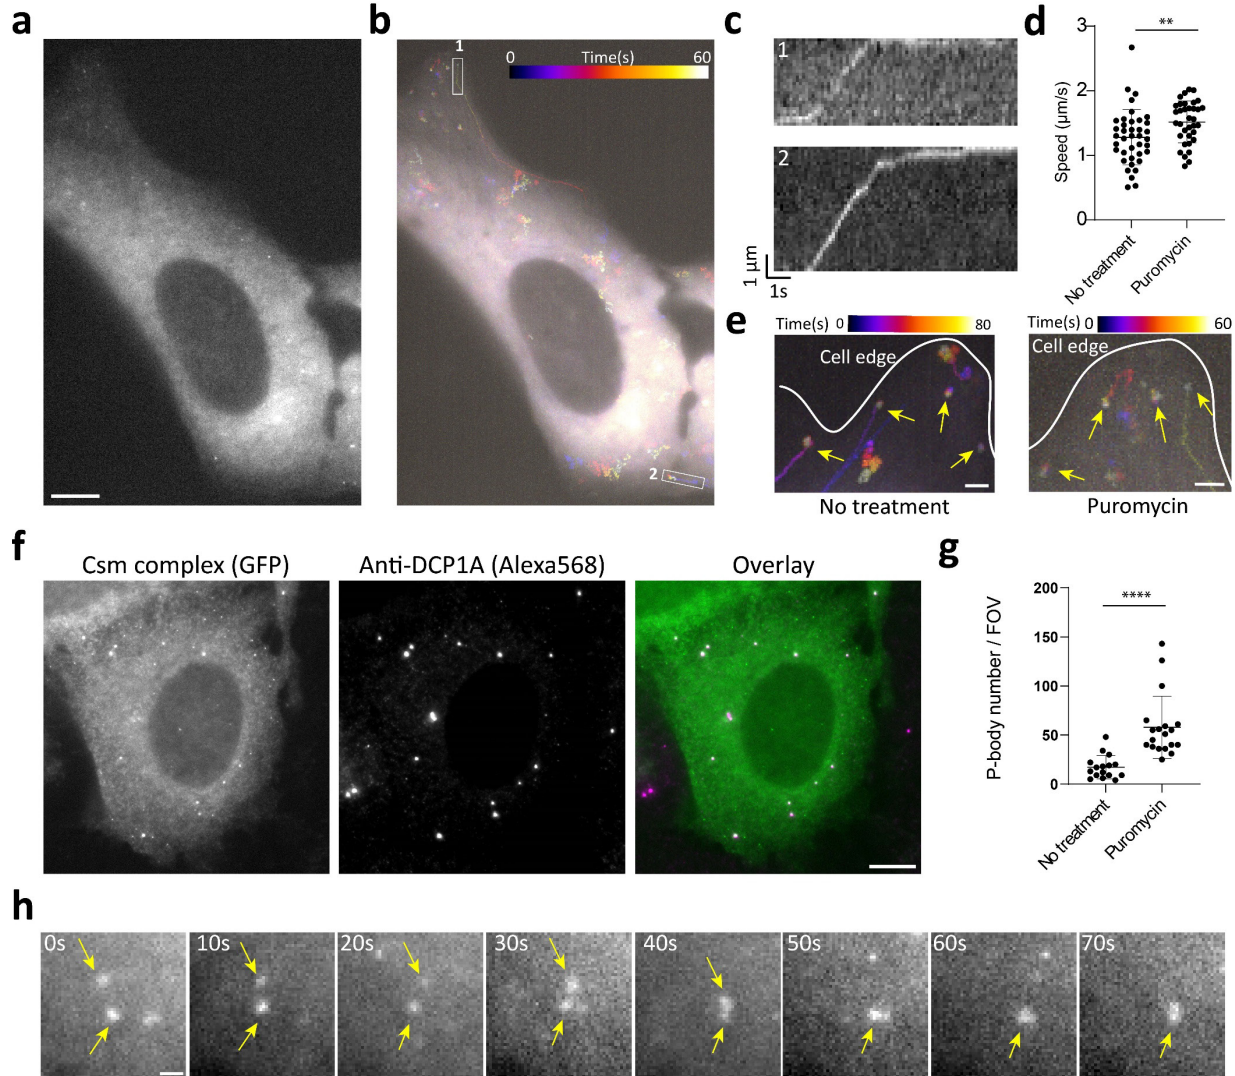 a
b
1
0 Time(s) 60
2
c
1
2
1 µm
1s
d
**
3
2
1
0
Speed (µm/s)
No treatment
Puromycin
e
Time(s) 0 80
Cell edge
No treatment
Time(s) 0 60
Cell edge
Puromycin
f
Csm complex (GFP)
Anti-DCP1A (Alexa568)
Overlay
g
****
200
150
100
50
0
P-body number / FOV
No treatment
Puromycin
h
0s 10s 20s 30s 40s 50s 60s 70s